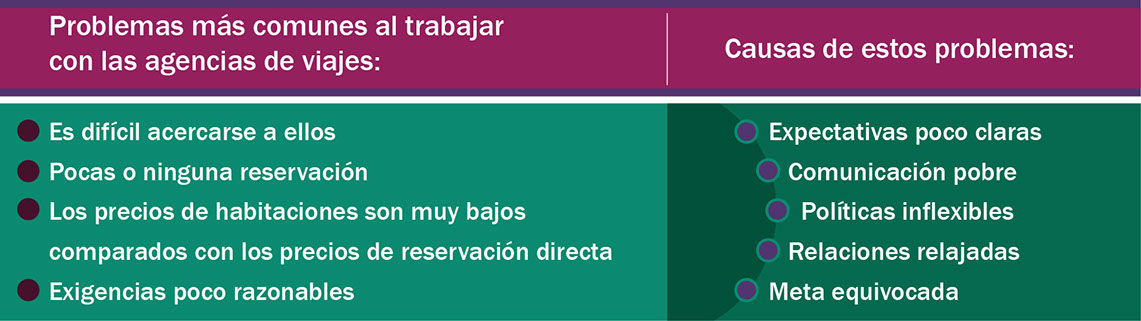 Problemas más comunes al trabajar
con las agencias de viajes:
Causas de estos problemas:
Es difícil acercarse a ellos
Pocas o ninguna reservación
Los precios de habitaciones son muy bajos
comparados con los precios de reservación directa
Exigencias poco razonables
Expectativas poco claras
Comunicación pobre
Políticas inflexibles
Relaciones relajadas
Meta equivocada